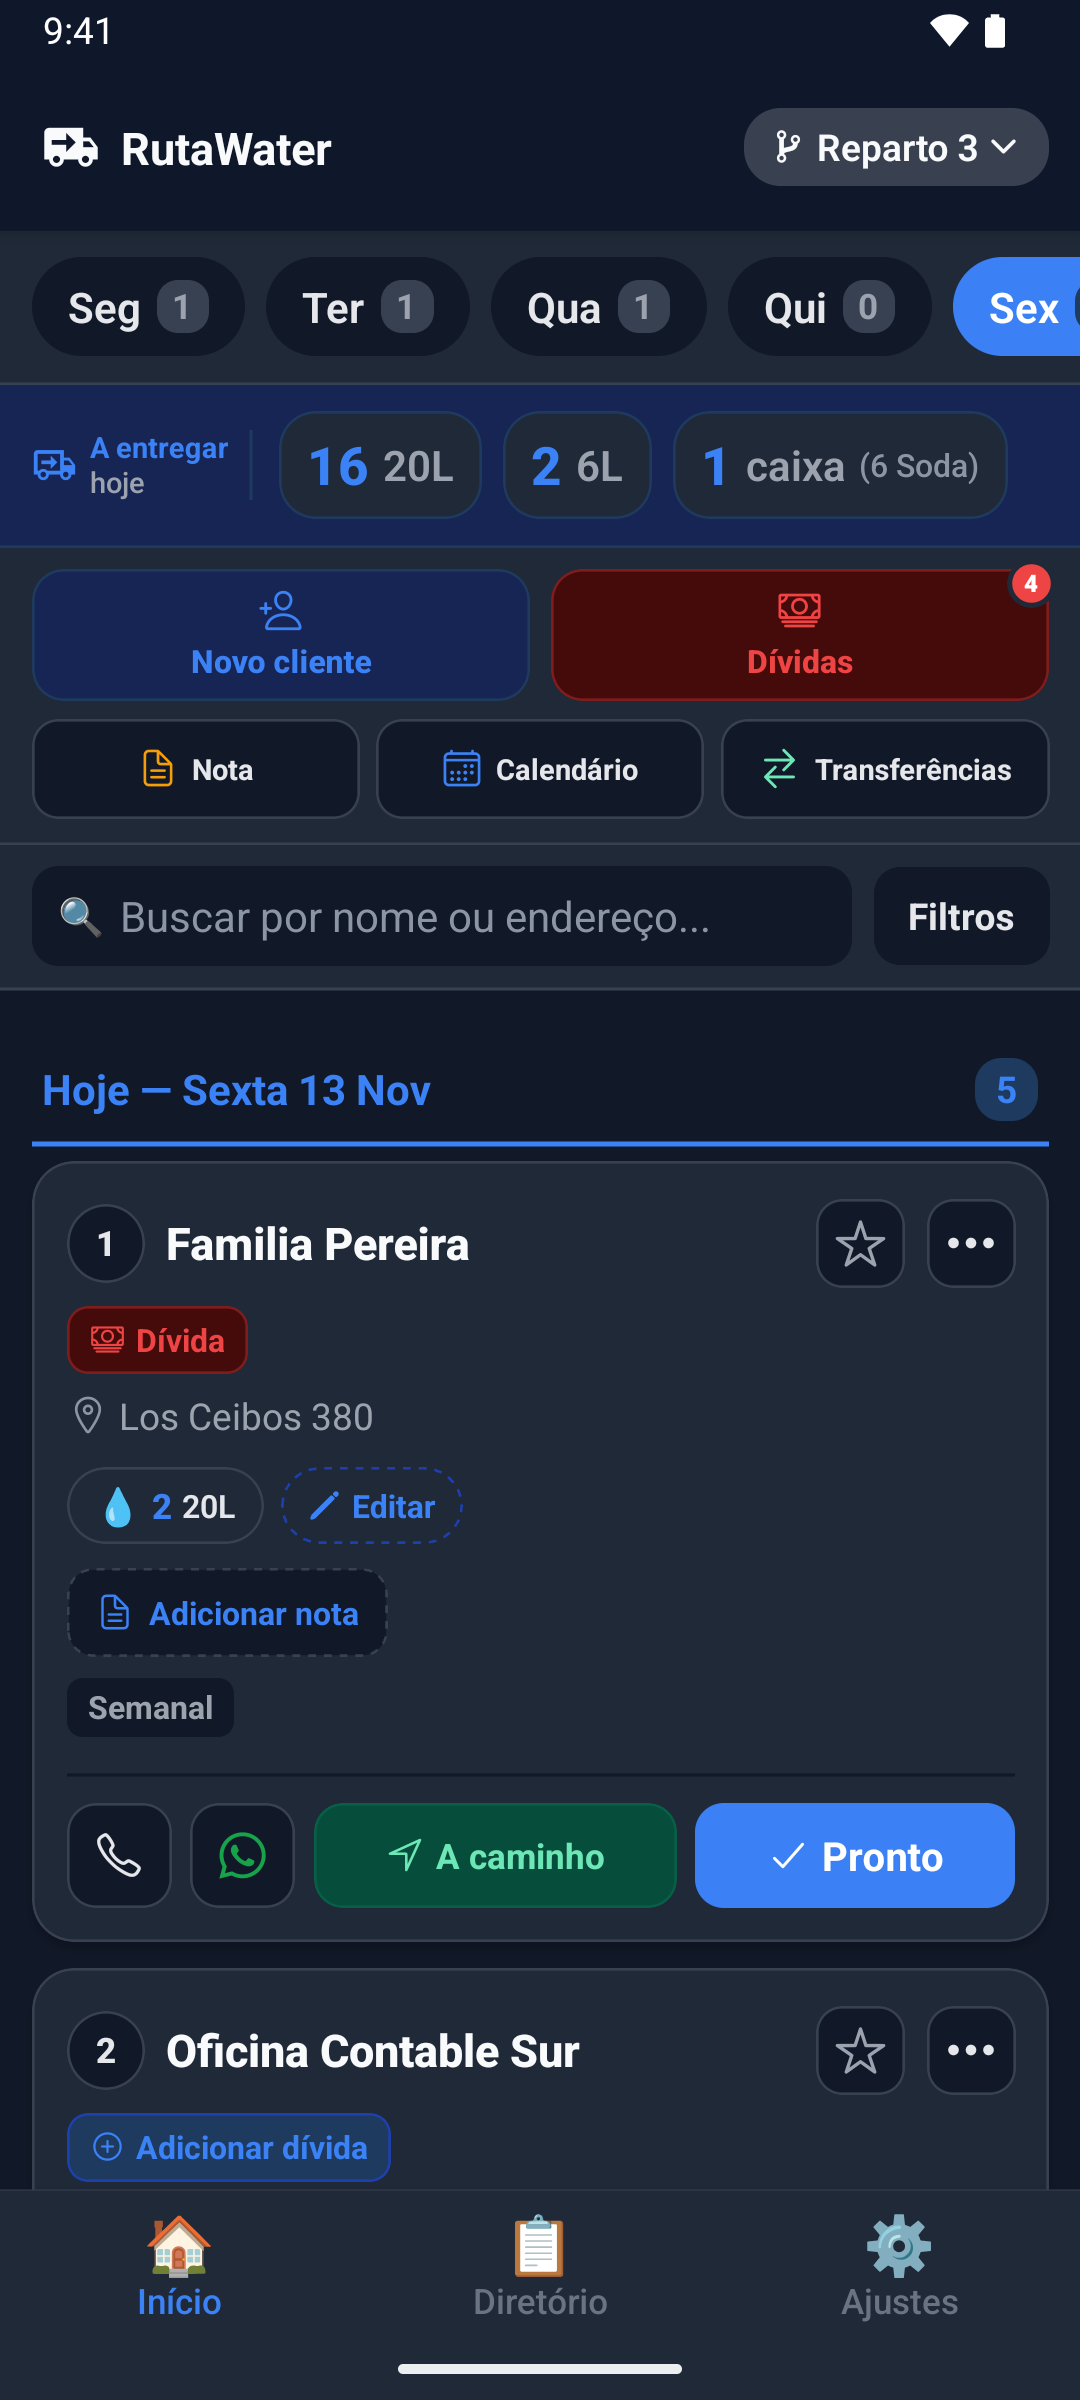 9:41
RutaWater
Reparto 3
Seg 1
Ter 1
Qua 1
Qui 0
Sex
A entregar
hoje
16 20L
2 6L
1 caixa (6 Soda)
Novo cliente
Dívidas
4
Nota
Calendário
Transferências
Buscar por nome ou endereço...
Filtros
Hoje — Sexta 13 Nov
5
1
Familia Pereira
Dívida
Los Ceibos 380
2 20L
Editar
Adicionar nota
Semanal
A caminho
Pronto
2
Oficina Contable Sur
Adicionar dívida
Início
Diretório
Ajustes